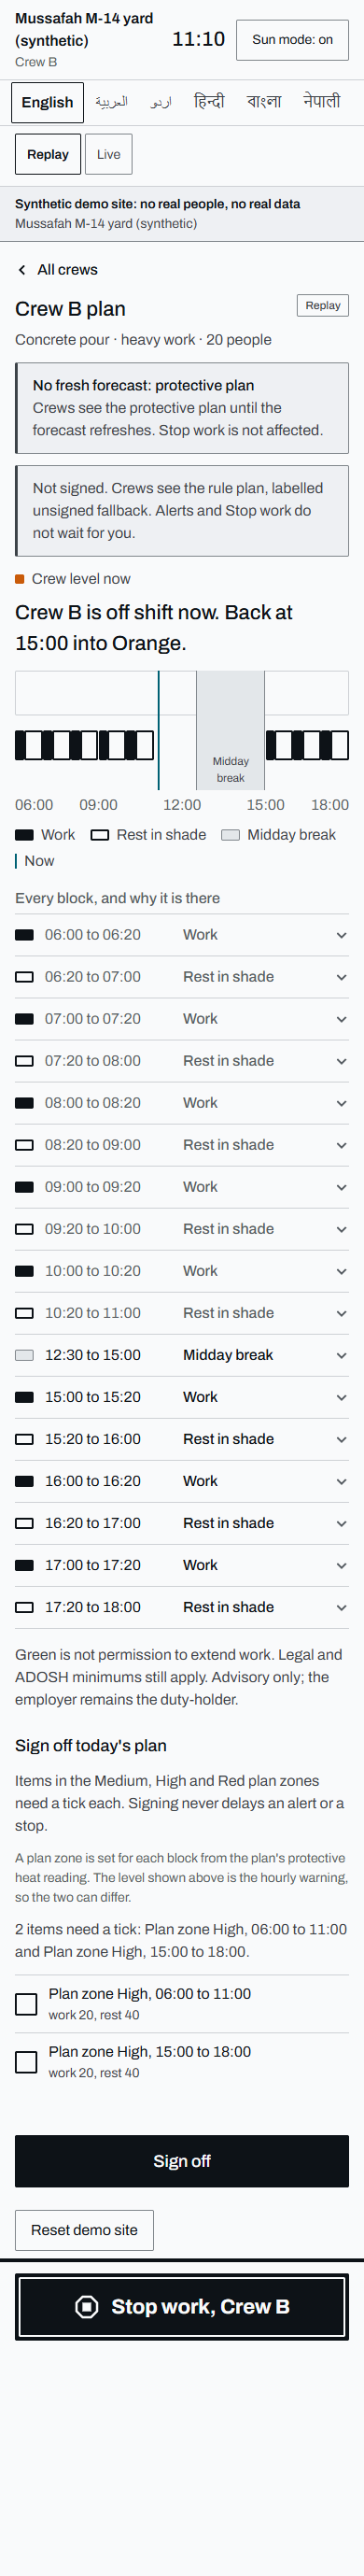 Mussafah M-14 yard
(synthetic)
Crew B
11:10
Sun mode: on
English
العربية
اردو
हिन्दी
বাংলা
नेपाली
Replay
Live
Synthetic demo site: no real people, no real data
Mussafah M-14 yard (synthetic)
All crews
Crew B plan
Replay
Concrete pour · heavy work · 20 people
No fresh forecast: protective plan
Crews see the protective plan until the
forecast refreshes. Stop work is not affected.
Not signed. Crews see the rule plan, labelled
unsigned fallback. Alerts and Stop work do
not wait for you.
Crew level now
Crew B is off shift now. Back at
15:00 into Orange.
Midday
break
06:00 09:00 12:00 15:00 18:00
Work Rest in shade Midday break
Now
Every block, and why it is there
06:00 to 06:20 Work
06:20 to 07:00 Rest in shade
07:00 to 07:20 Work
07:20 to 08:00 Rest in shade
08:00 to 08:20 Work
08:20 to 09:00 Rest in shade
09:00 to 09:20 Work
09:20 to 10:00 Rest in shade
10:00 to 10:20 Work
10:20 to 11:00 Rest in shade
12:30 to 15:00 Midday break
15:00 to 15:20 Work
15:20 to 16:00 Rest in shade
16:00 to 16:20 Work
16:20 to 17:00 Rest in shade
17:00 to 17:20 Work
17:20 to 18:00 Rest in shade
Green is not permission to extend work. Legal and
ADOSH minimums still apply. Advisory only; the
employer remains the duty-holder.
Sign off today's plan
Items in the Medium, High and Red plan zones
need a tick each. Signing never delays an alert or a
stop.
A plan zone is set for each block from the plan's protective
heat reading. The level shown above is the hourly warning,
so the two can differ.
2 items need a tick: Plan zone High, 06:00 to 11:00
and Plan zone High, 15:00 to 18:00.
Plan zone High, 06:00 to 11:00
work 20, rest 40
Plan zone High, 15:00 to 18:00
work 20, rest 40
Sign off
Reset demo site
Stop work, Crew B